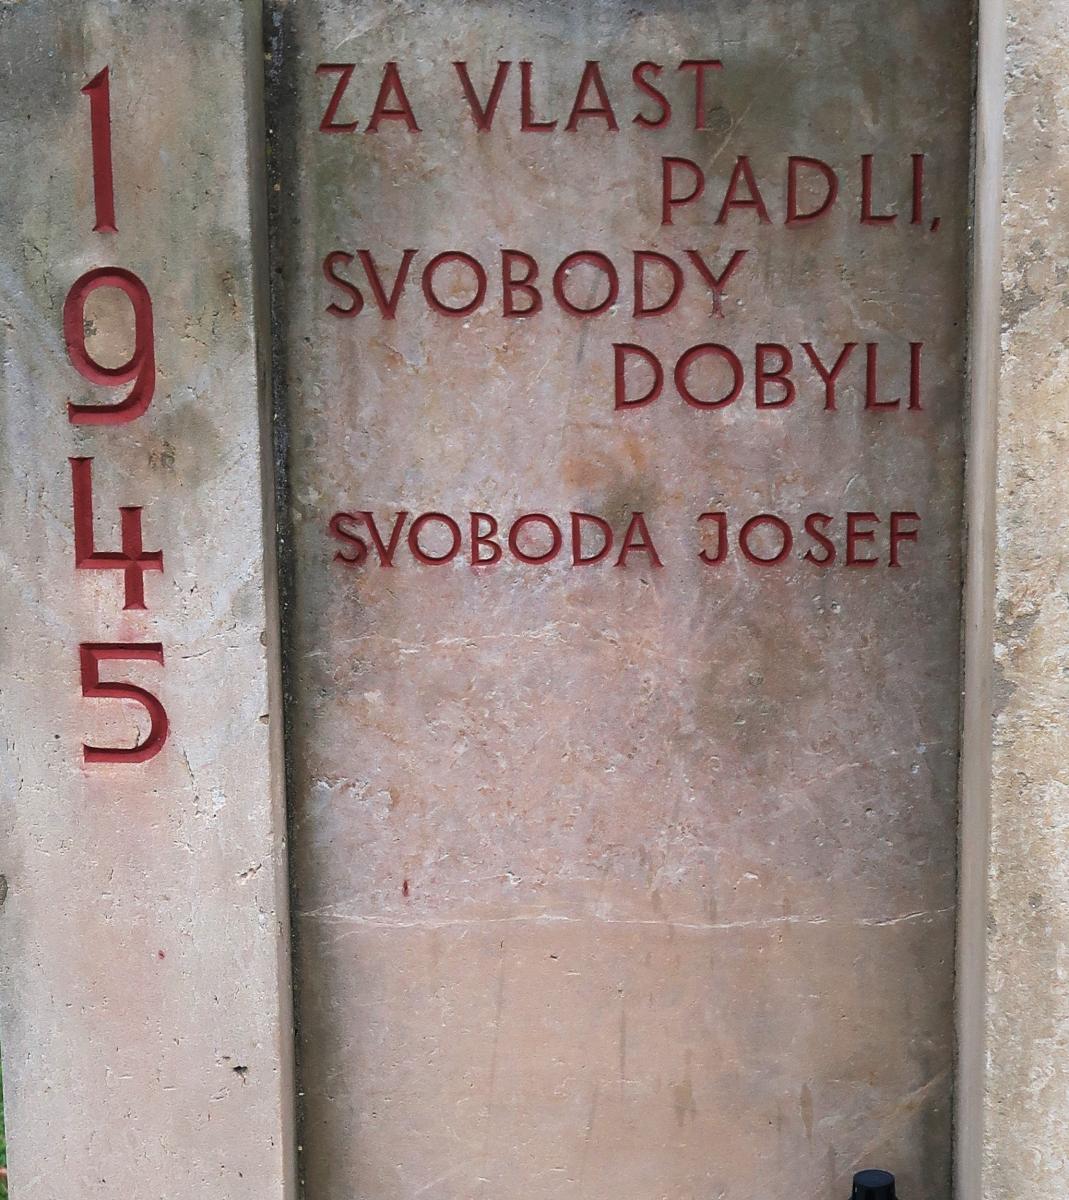 1945
ZA VLAST
PADLI,
SVOBODY
DOBYLI
SVOBODA JOSEF